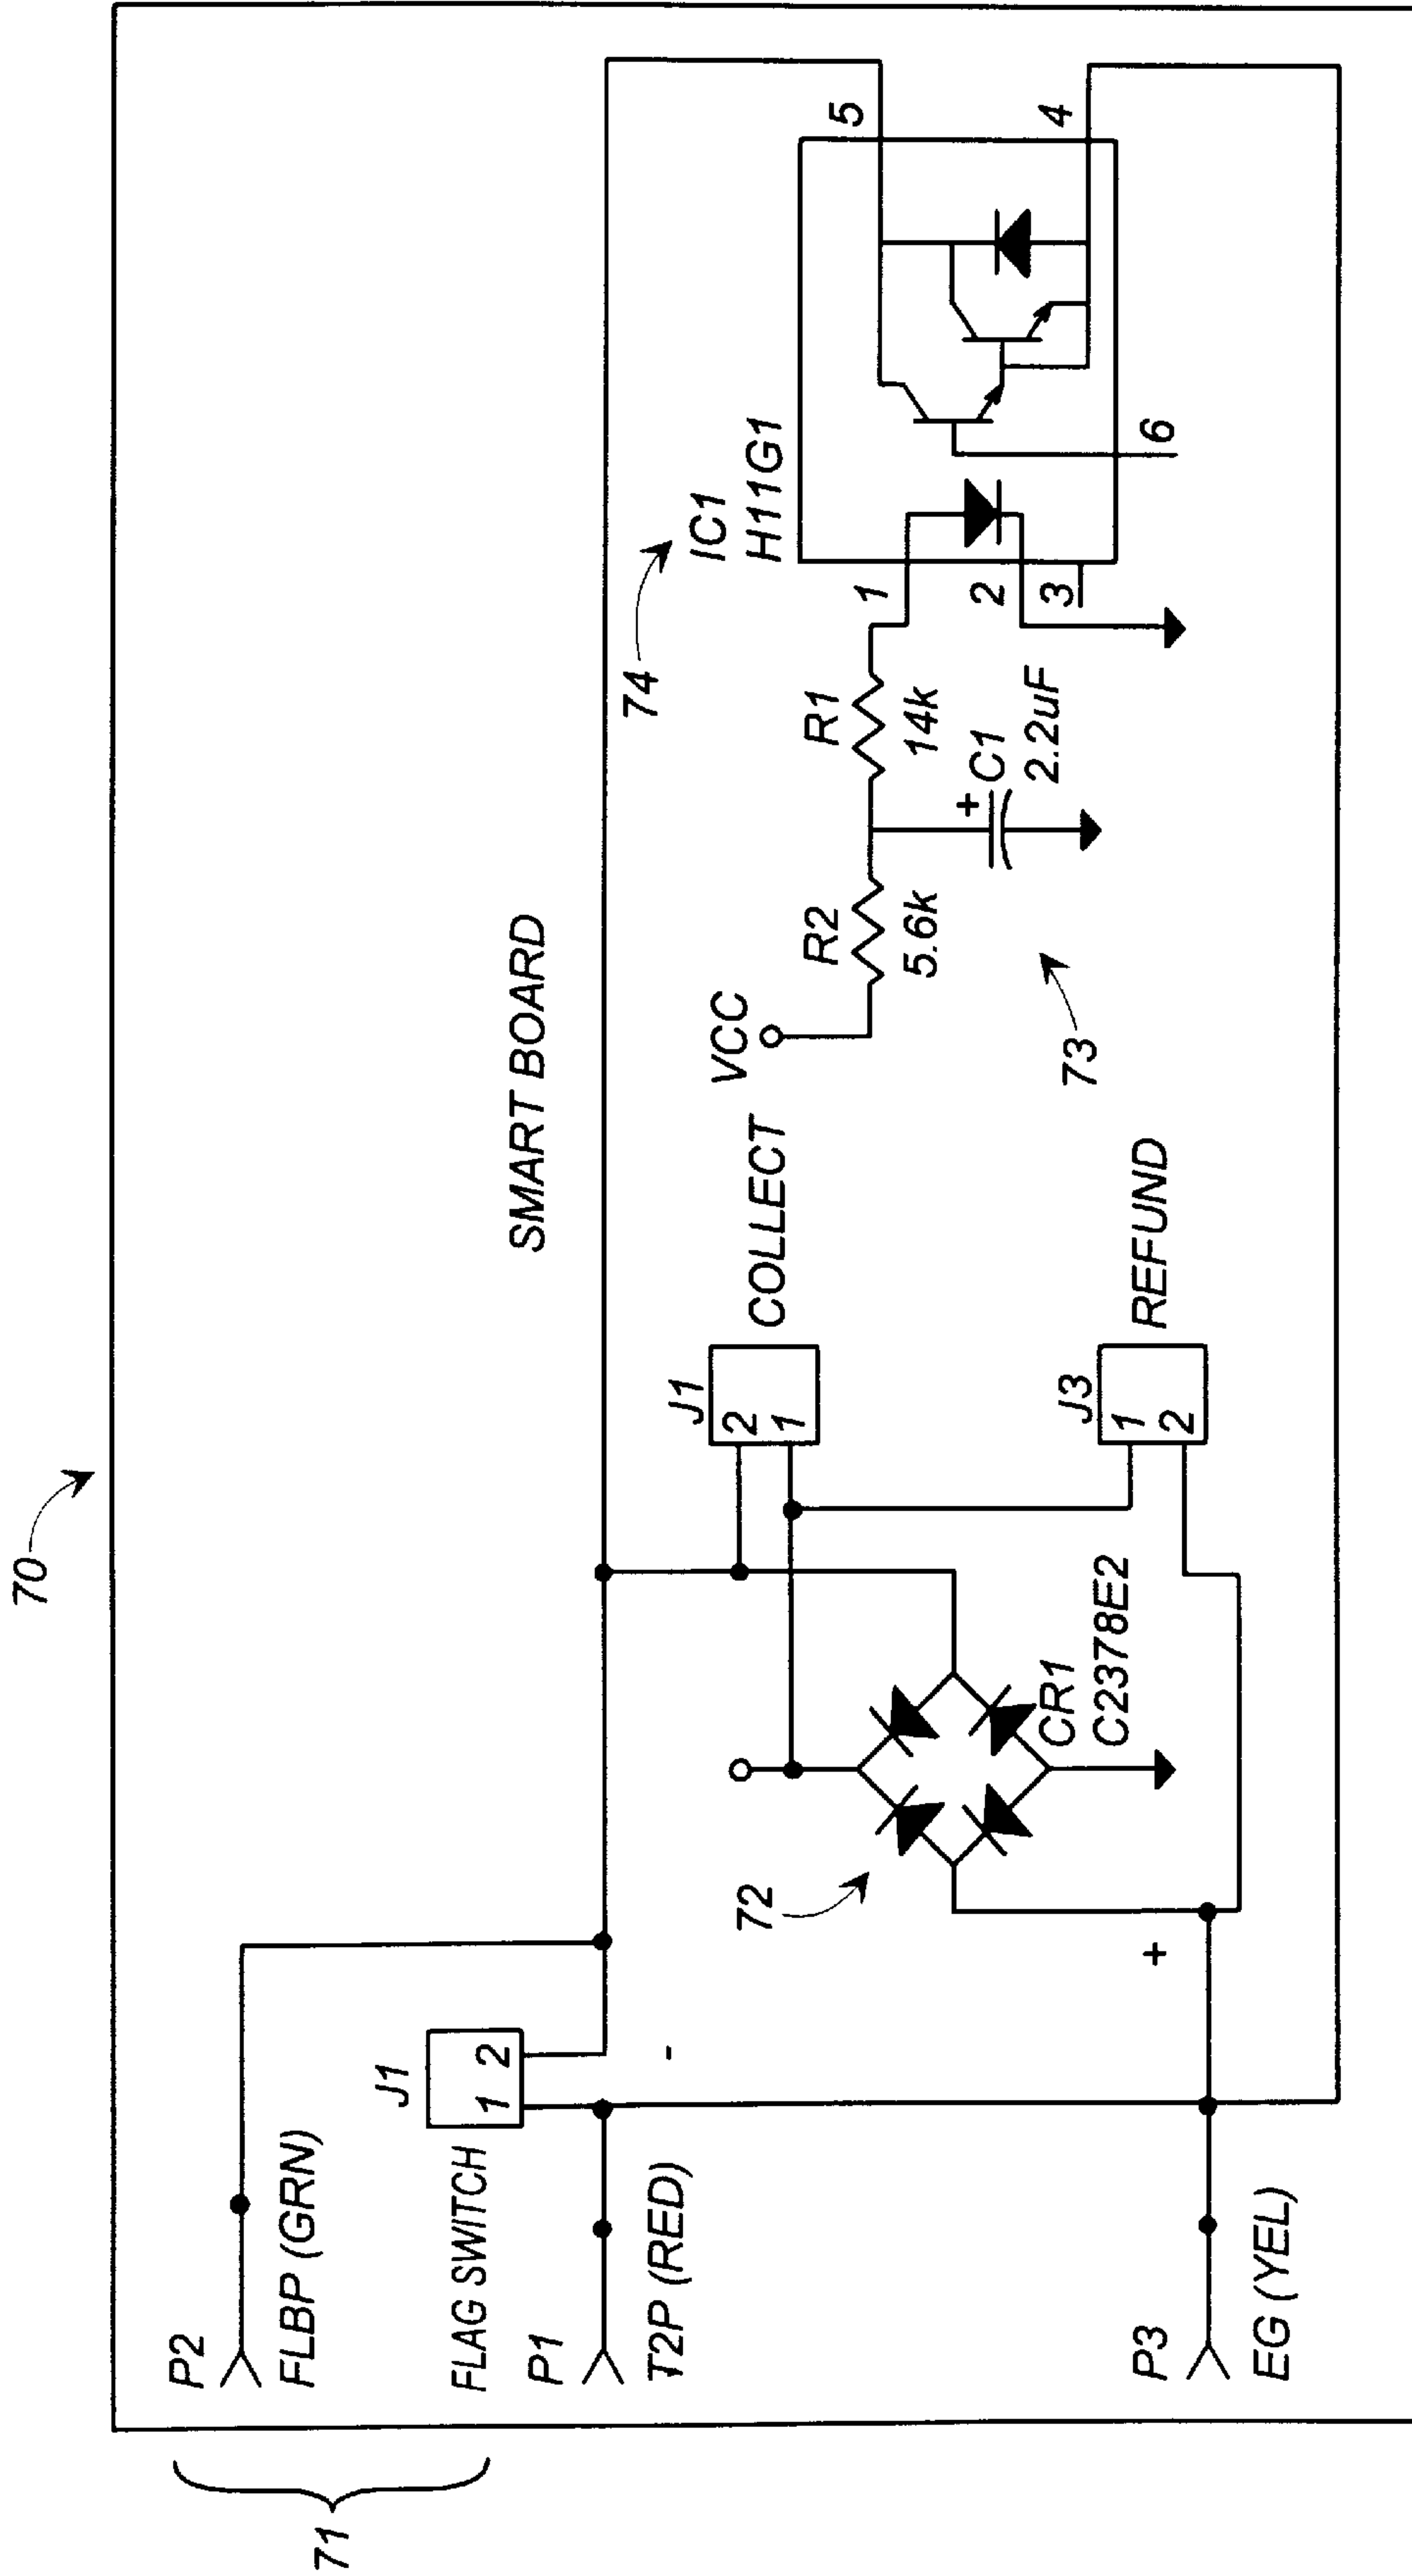 70
SMART BOARD
71
P2
FLBP (GRN)
J1
1 2
FLAG SWITCH
P1
T2P (RED)
-
P3
EG (YEL)
+
72
CR1
C2378E2
J1
2
1
COLLECT
J3
1
2
REFUND
VCC
R2
5.6k
73
R1
14k
+
C1
2.2uF
74
IC1
H11G1
1
2
3
5
4
6